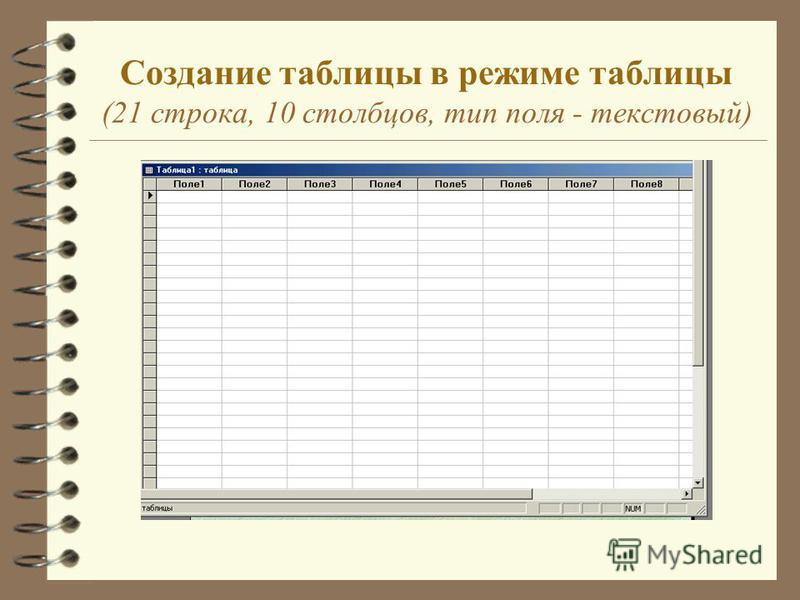 Создание таблицы в режиме таблицы
(21 строка, 10 столбцов, тип поля - текстовый)
Таблица1 : таблица
Поле1 Поле2 Поле3 Поле4 Поле5 Поле6 Поле7 Поле8
таблицы NUM
MyShared